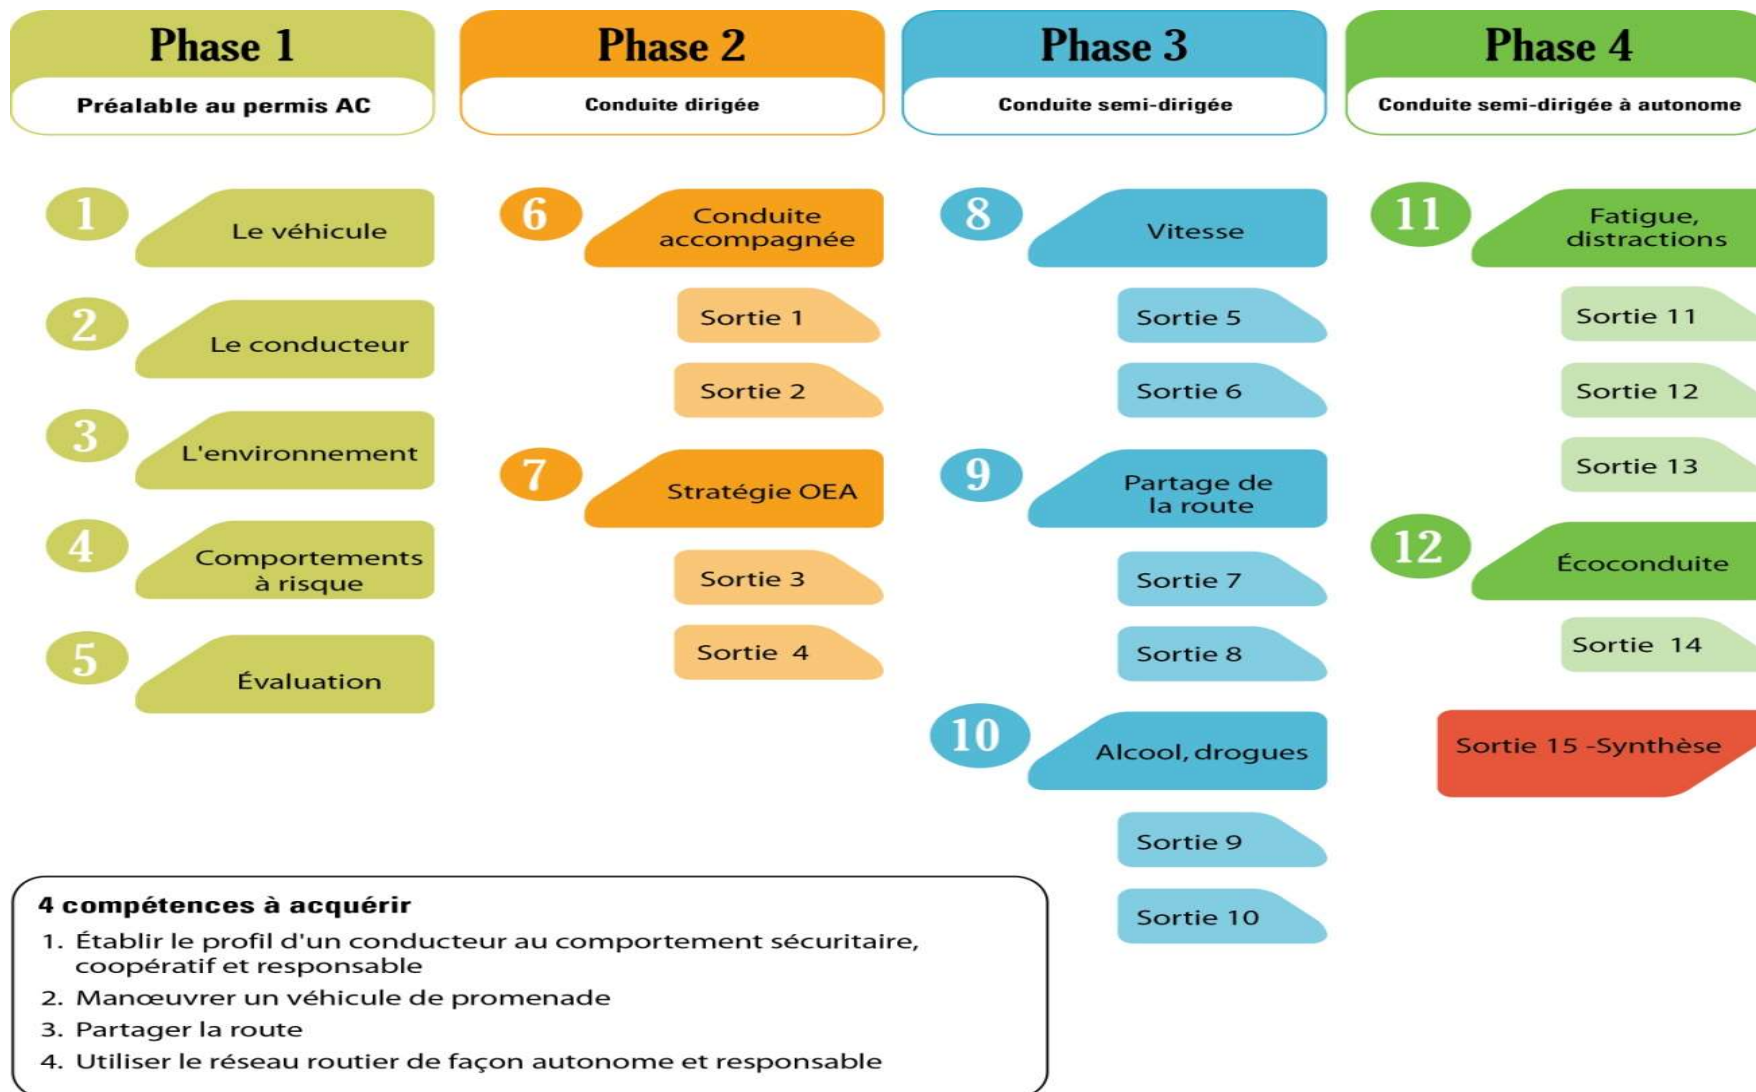 Phase 1
Préalable au permis AC
1
Le véhicule
2
Le conducteur
3
L'environnement
4
Comportements
à risque
5
Évaluation
Phase 2
Conduite dirigée
6
Conduite
accompagnée
Sortie 1
Sortie 2
7
Stratégie OEA
Sortie 3
Sortie 4
Phase 3
Conduite semi-dirigée
8
Vitesse
Sortie 5
Sortie 6
9
Partage de
la route
Sortie 7
Sortie 8
10
Alcool, drogues
Sortie 9
Sortie 10
Phase 4
Conduite semi-dirigée à autonome
11
Fatigue,
distractions
Sortie 11
Sortie 12
Sortie 13
12
Écoconduite
Sortie 14
Sortie 15 -Synthèse
4 compétences à acquérir
1. Établir le profil d'un conducteur au comportement sécuritaire,
coopératif et responsable
2. Manœuvrer un véhicule de promenade
3. Partager la route
4. Utiliser le réseau routier de façon autonome et responsable